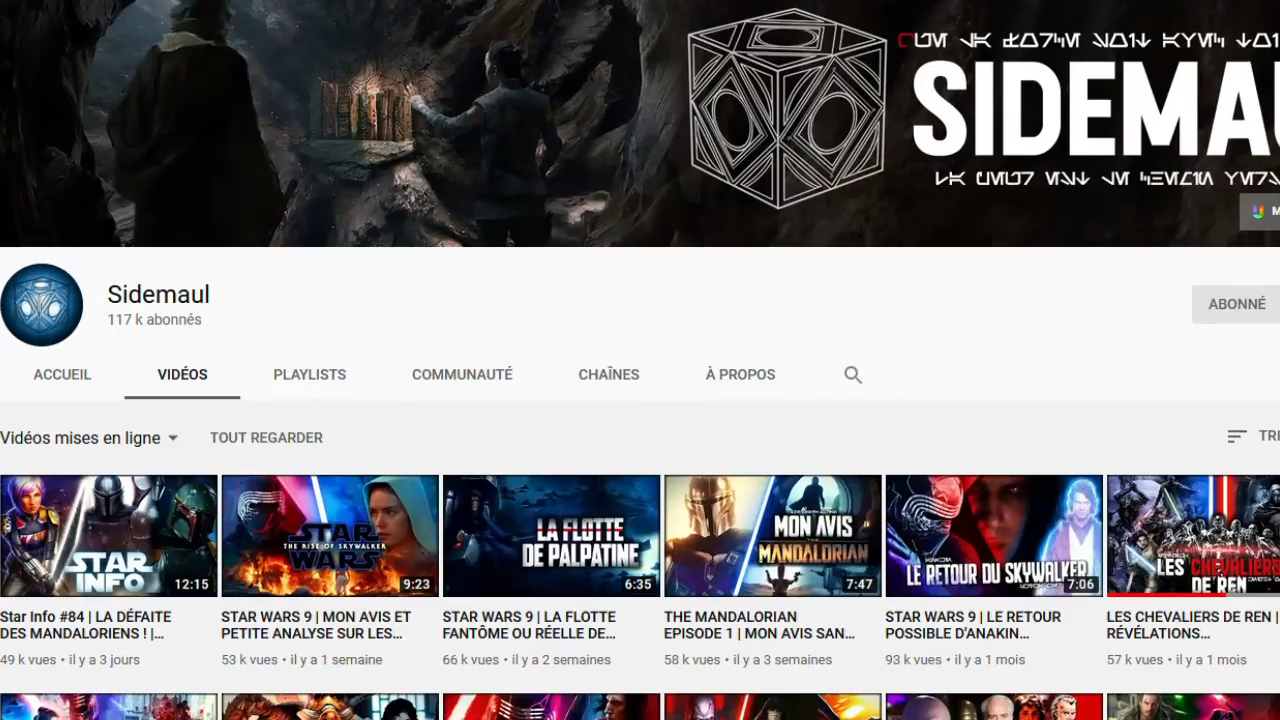 SIDEMAU
Sidemaul
117 k abonnés
ABONNÉ
ACCUEIL
VIDÉOS
PLAYLISTS
COMMUNAUTÉ
CHAÎNES
À PROPOS
Vidéos mises en ligne
TOUT REGARDER
TRI
STAR
INFO
12:15
STAR
THE RISE OF SKYWALKER
WARS
9:23
LA FLOTTE
DE PALPATINE
6:35
MON AVIS
THE
MANDALORIAN
7:47
LE RETOUR DU SKYWALKER
7:06
LES CHEVALIERS
DE REN
Star Info #84 | LA DÉFAITE
DES MANDALORIENS ! |...
49 k vues • il y a 3 jours
STAR WARS 9 | MON AVIS ET
PETITE ANALYSE SUR LES...
53 k vues • il y a 1 semaine
STAR WARS 9 | LA FLOTTE
FANTÔME OU RÉELLE DE...
66 k vues • il y a 2 semaines
THE MANDALORIAN
EPISODE 1 | MON AVIS SAN...
58 k vues • il y a 3 semaines
STAR WARS 9 | LE RETOUR
POSSIBLE D'ANAKIN...
93 k vues • il y a 1 mois
LES CHEVALIERS DE REN |
RÉVÉLATIONS...
57 k vues • il y a 1 mois